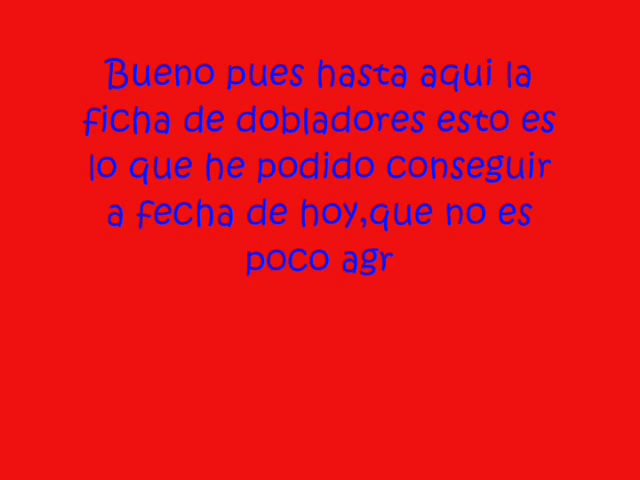 Bueno pues hasta aqui la
ficha de dobladores esto es
lo que he podido conseguir
a fecha de hoy,que no es
poco agr